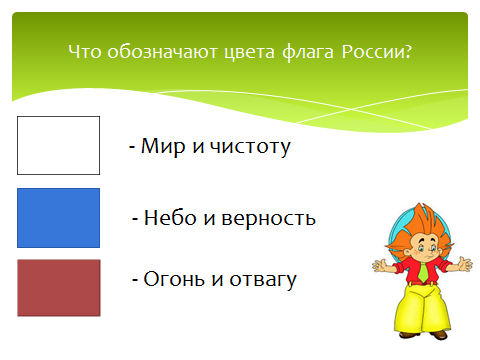 Что обозначают цвета флага России?
- Мир и чистоту
- Небо и верность
- Огонь и отвагу